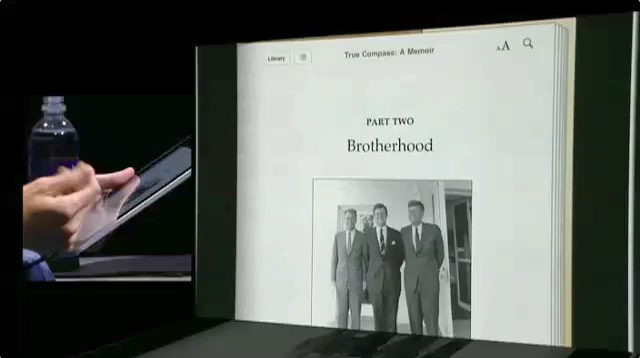 Library
True Compass: A Memoir
AA
PART TWO
Brotherhood